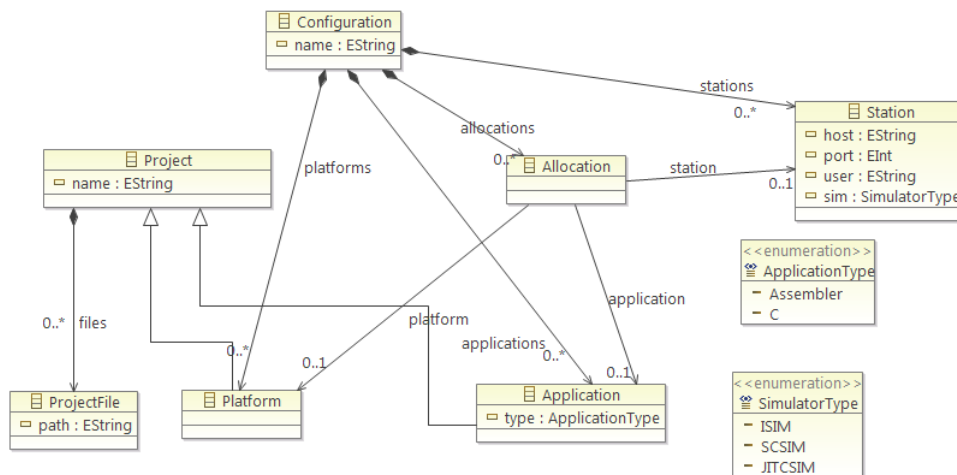 Configuration
name : EString
stations
0..*
Station
host : EString
port : EInt
user : EString
sim : SimulatorType
allocations
0..*
Project
name : EString
platforms
Allocation
station
0..1
<<enumeration>>
ApplicationType
Assembler
C
application
0..*
files
platform
0..*
applications
0..*
0..1
0..1
ProjectFile
path : EString
Platform
Application
type : ApplicationType
<<enumeration>>
SimulatorType
ISIM
SCSIM
JITCSIM